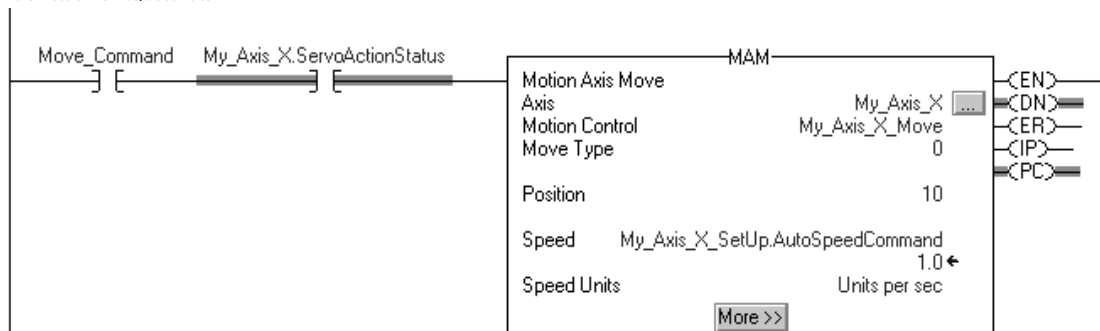 Move_Command My_Axis_X.ServoActionStatus
MAM
Motion Axis Move
Axis My_Axis_X ...
Motion Control My_Axis_X_Move
Move Type 0
Position 10
Speed My_Axis_X_SetUp.AutoSpeedCommand
1.0
Speed Units Units per sec
More >>
EN
DN
ER
IP
PC